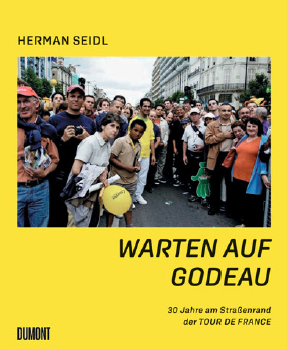 HERMAN SEIDL
WARTEN AUF
GODEAU
30 Jahre am Straßenrand
der TOUR DE FRANCE
DUMONT